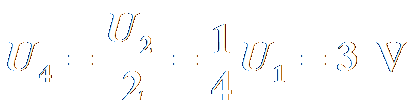 U₄ = U₂/2 = 1/4 U₁ = 3 V